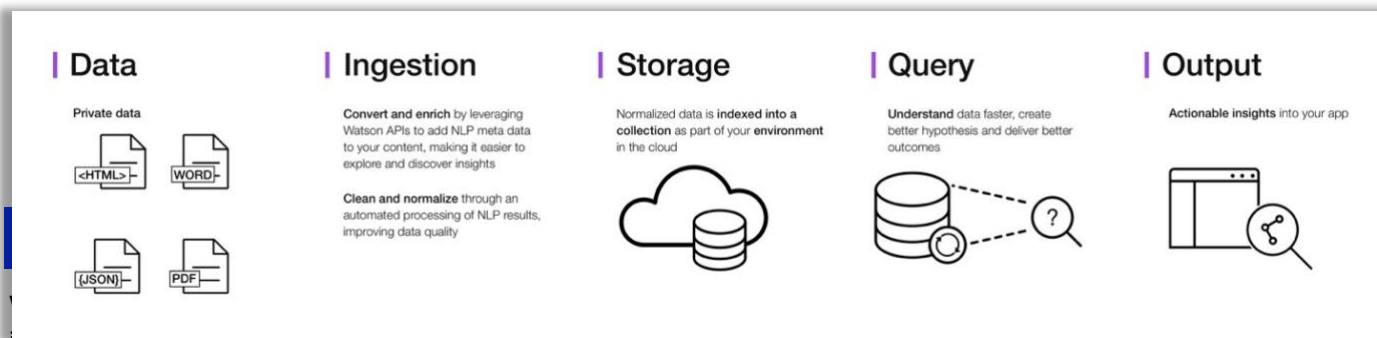 Data
Private data
<HTML>
WORD
{JSON}
PDF
Ingestion
Convert and enrich by leveraging
Watson APIs to add NLP meta data
to your content, making it easier to
explore and discover insights
Clean and normalize through an
automated processing of NLP results,
improving data quality
Storage
Normalized data is indexed into a
collection as part of your environment
in the cloud
Query
Understand data faster, create
better hypothesis and deliver better
outcomes
?
Output
Actionable insights into your app